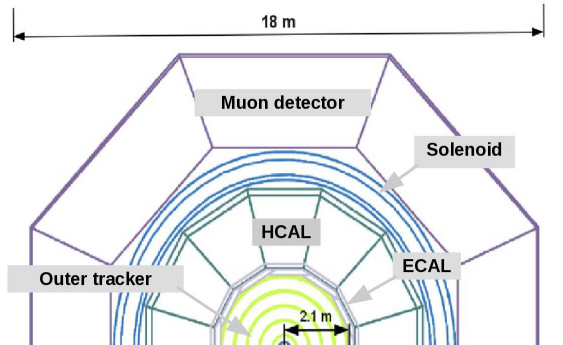 18 m
Muon detector
Solenoid
HCAL
ECAL
Outer tracker
2.1 m